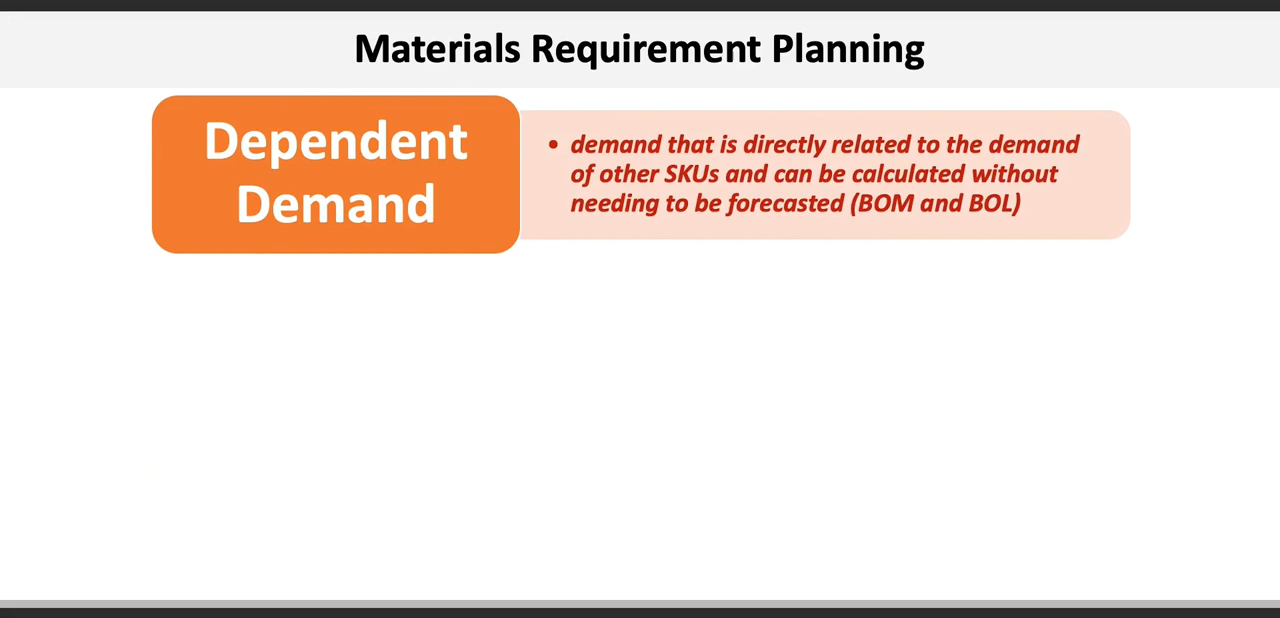 Materials Requirement Planning
Dependent
Demand
• demand that is directly related to the demand
of other SKUs and can be calculated without
needing to be forecasted (BOM and BOL)